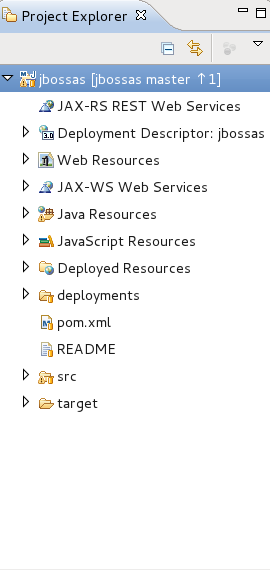 Project Explorer
jbossas [jbossas master ↑1]
JAX-RS REST Web Services
Deployment Descriptor: jbossas
Web Resources
JAX-WS Web Services
Java Resources
JavaScript Resources
Deployed Resources
deployments
pom.xml
README
src
target